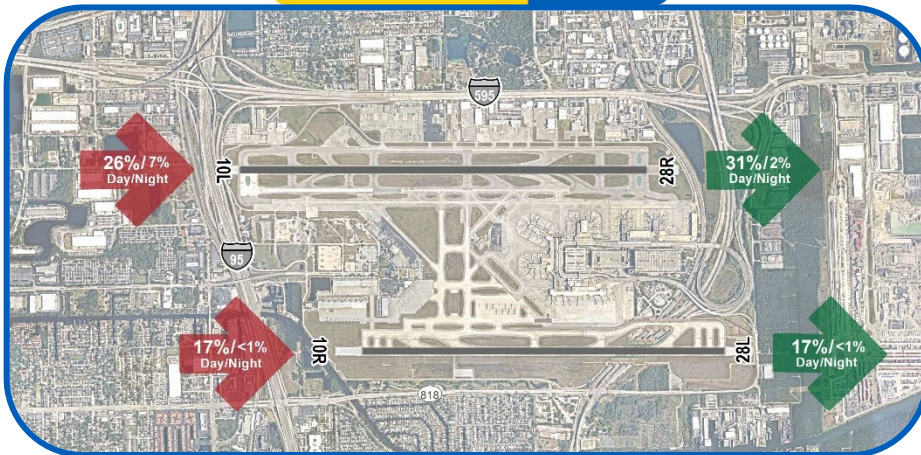 595
26%/7%
Day/Night
10L
28R
31%/2%
Day/Night
95
17%/<1%
Day/Night
10R
28L
17%/<1%
Day/Night
818